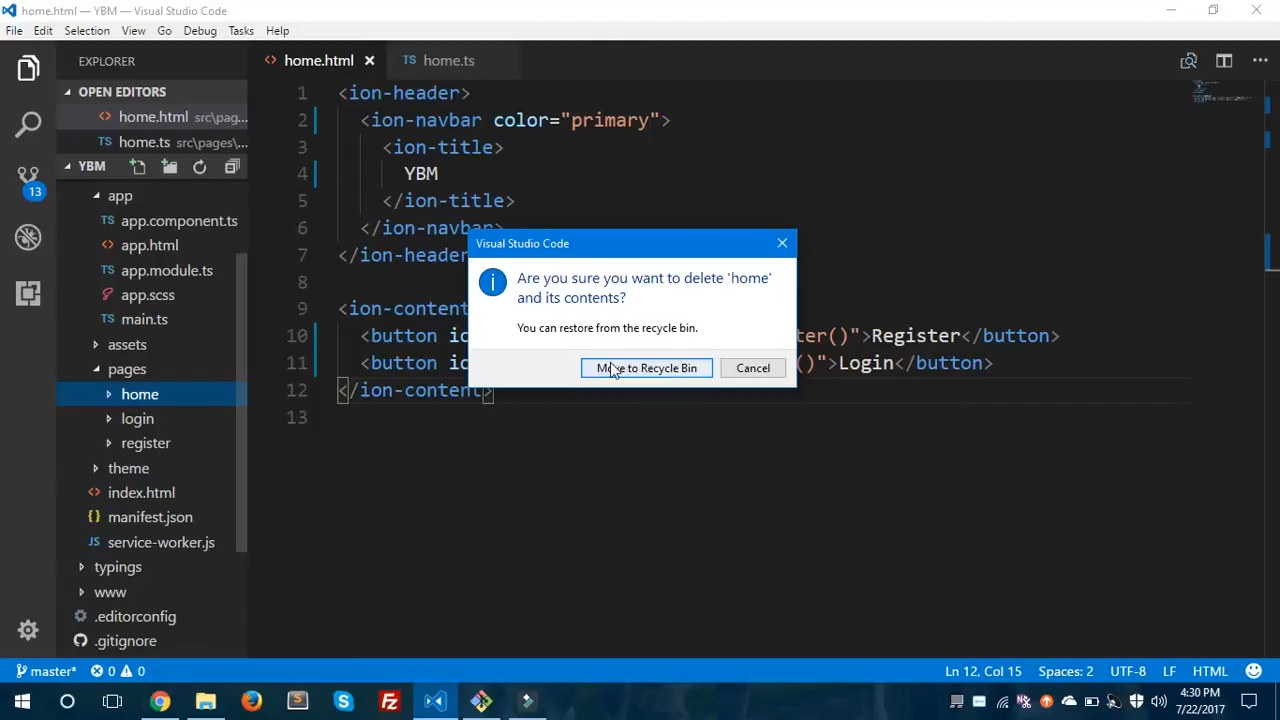 home.html — YBM — Visual Studio Code
File Edit Selection View Go Debug Tasks Help
EXPLORER
OPEN EDITORS
home.html src\pag...
home.ts src\pages\...
YBM
app
app.component.ts
app.html
app.module.ts
app.scss
main.ts
assets
pages
home
login
register
theme
index.html
manifest.json
service-worker.js
typings
www
.editorconfig
.gitignore
13
home.html
TS home.ts
1 <ion-header>
2 <ion-navbar color="primary">
3 <ion-title>
4 YBM
5 </ion-title>
6 </ion-navbar>
7 </ion-header
8
9 <ion-content
10 <button ic ter()">Register</button>
11 <button ic ()">Login</button>
12 </ion-content>
13
Visual Studio Code
Are you sure you want to delete 'home'
and its contents?
You can restore from the recycle bin.
Move to Recycle Bin Cancel
master* 0 0 Ln 12, Col 15 Spaces: 2 UTF-8 LF HTML
4:30 PM
7/22/2017